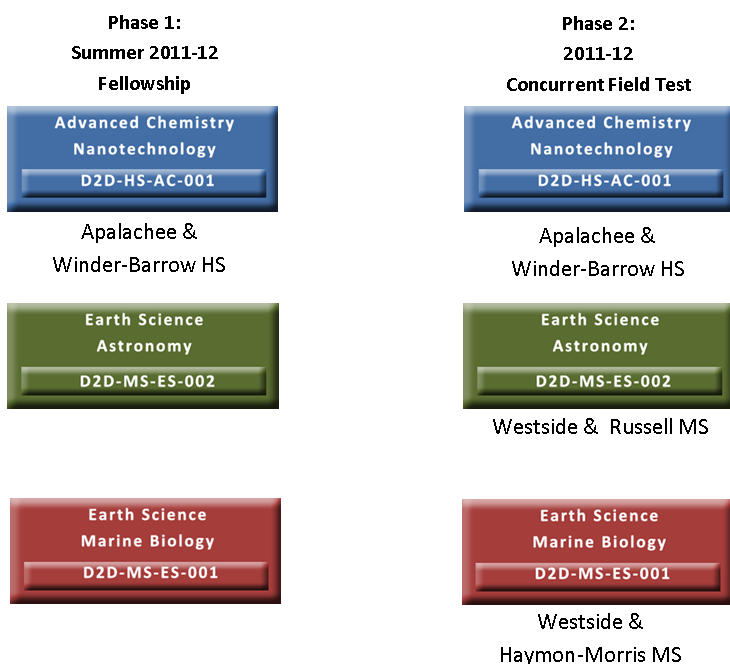 Phase 1:
Summer 2011-12
Fellowship
Advanced Chemistry
Nanotechnology
D2D-HS-AC-001
Apalachee &
Winder-Barrow HS
Earth Science
Astronomy
D2D-MS-ES-002
Earth Science
Marine Biology
D2D-MS-ES-001
Phase 2:
2011-12
Concurrent Field Test
Advanced Chemistry
Nanotechnology
D2D-HS-AC-001
Apalachee &
Winder-Barrow HS
Earth Science
Astronomy
D2D-MS-ES-002
Westside & Russell MS
Earth Science
Marine Biology
D2D-MS-ES-001
Westside &
Haymon-Morris MS